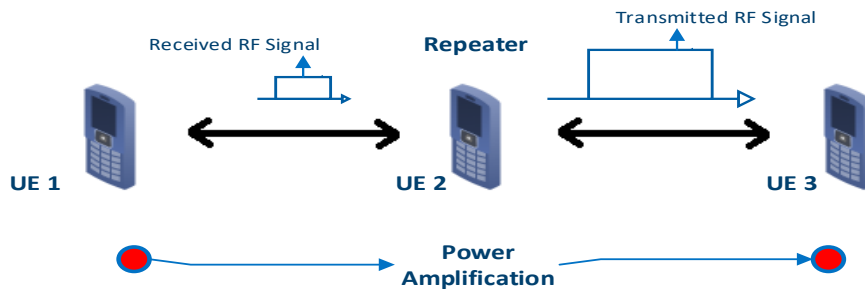 Transmitted RF Signal
Received RF Signal
Repeater
UE 1
UE 2
UE 3
Power
Amplification